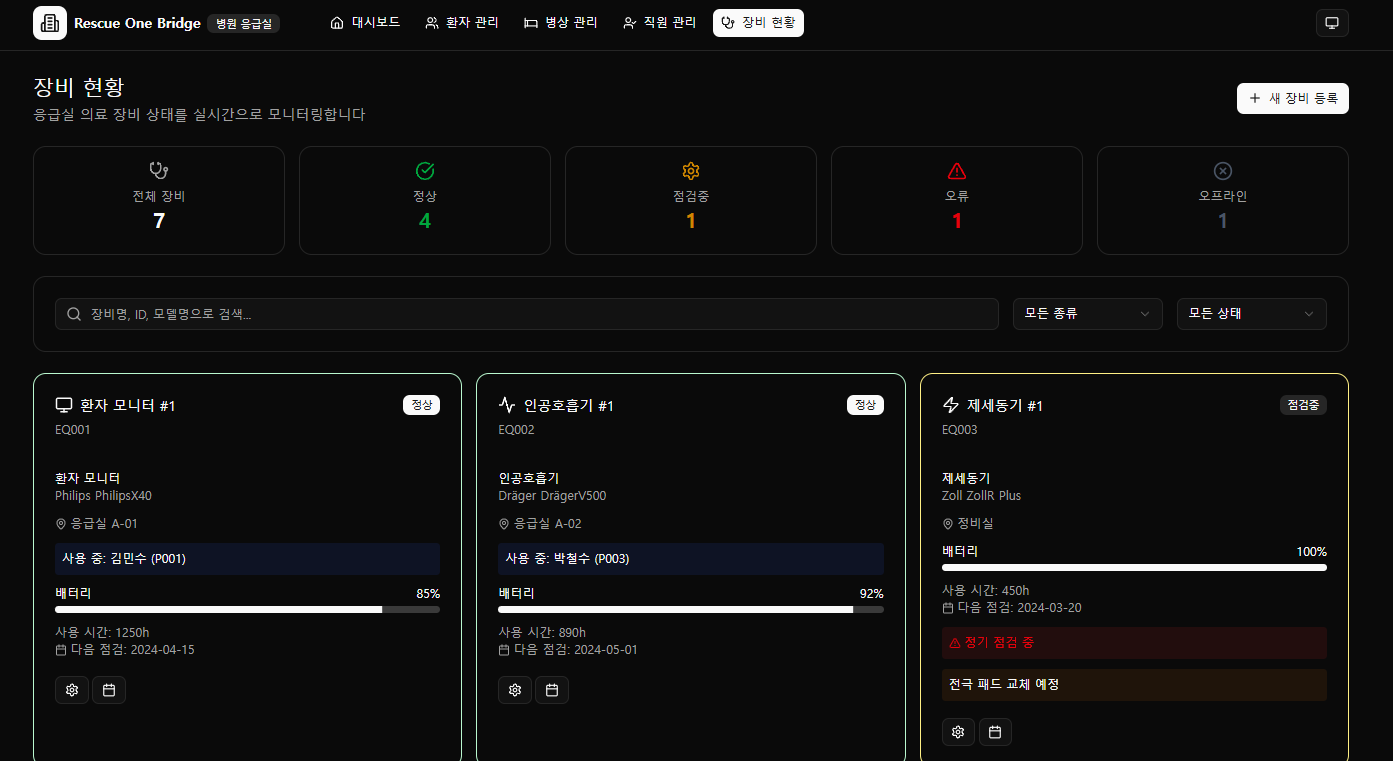 Rescue One Bridge 병원 응급실 대시보드 환자 관리 병상 관리 직원 관리 장비 현황
장비 현황
응급실 의료 장비 상태를 실시간으로 모니터링합니다
새 장비 등록
전체 장비
7
정상
4
점검중
1
오류
1
오프라인
1
장비명, ID, 모델명으로 검색...
모든 종류
모든 상태
환자 모니터 #1 정상
EQ001
환자 모니터
Philips PhilipsX40
응급실 A-01
사용 중: 김민수 (P001)
배터리 85%
사용 시간: 1250h
다음 점검: 2024-04-15
인공호흡기 #1 정상
EQ002
인공호흡기
Dräger DrägerV500
응급실 A-02
사용 중: 박철수 (P003)
배터리 92%
사용 시간: 890h
다음 점검: 2024-05-01
제세동기 #1 점검중
EQ003
제세동기
Zoll ZollR Plus
정비실
배터리 100%
사용 시간: 450h
다음 점검: 2024-03-20
정기 점검 중
전극 패드 교체 예정